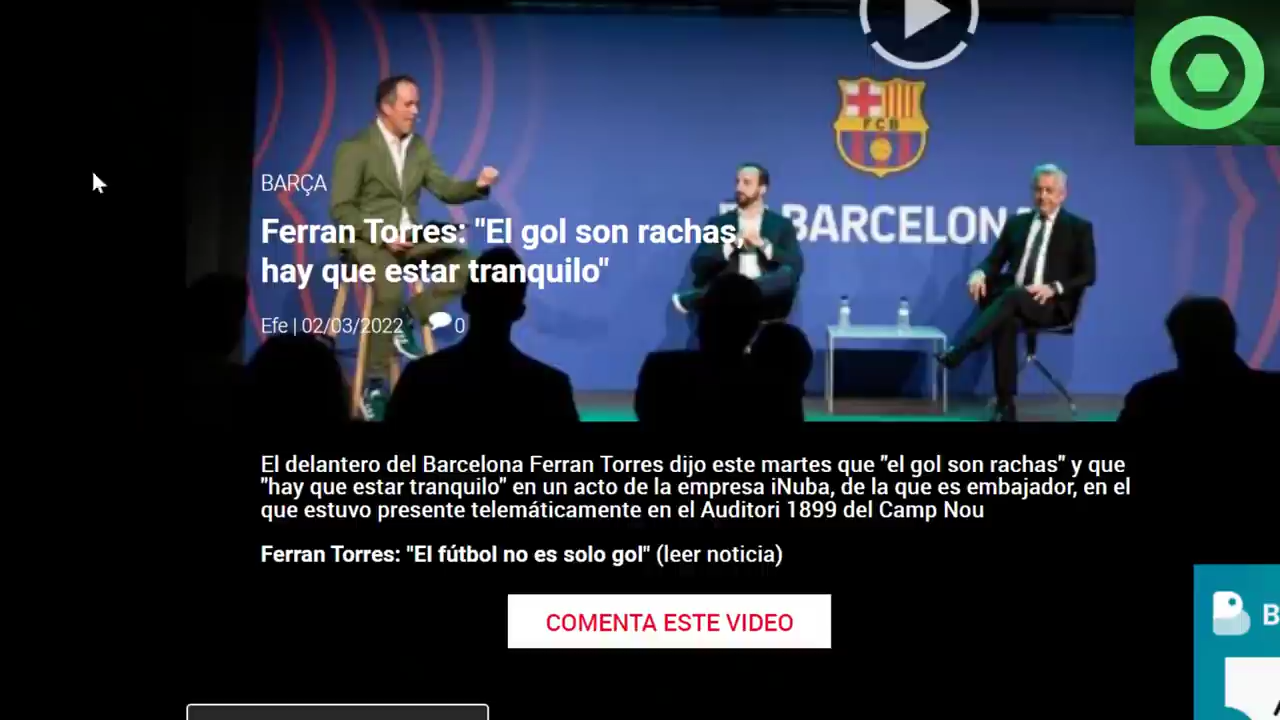 FCB
BARCELON
BARÇA
Ferran Torres: "El gol son rachas,
hay que estar tranquilo"
Efe | 02/03/2022 0
El delantero del Barcelona Ferran Torres dijo este martes que "el gol son rachas" y que
"hay que estar tranquilo" en un acto de la empresa iNuba, de la que es embajador, en el
que estuvo presente telemáticamente en el Auditori 1899 del Camp Nou
Ferran Torres: "El fútbol no es solo gol" (leer noticia)
COMENTA ESTE VIDEO
B